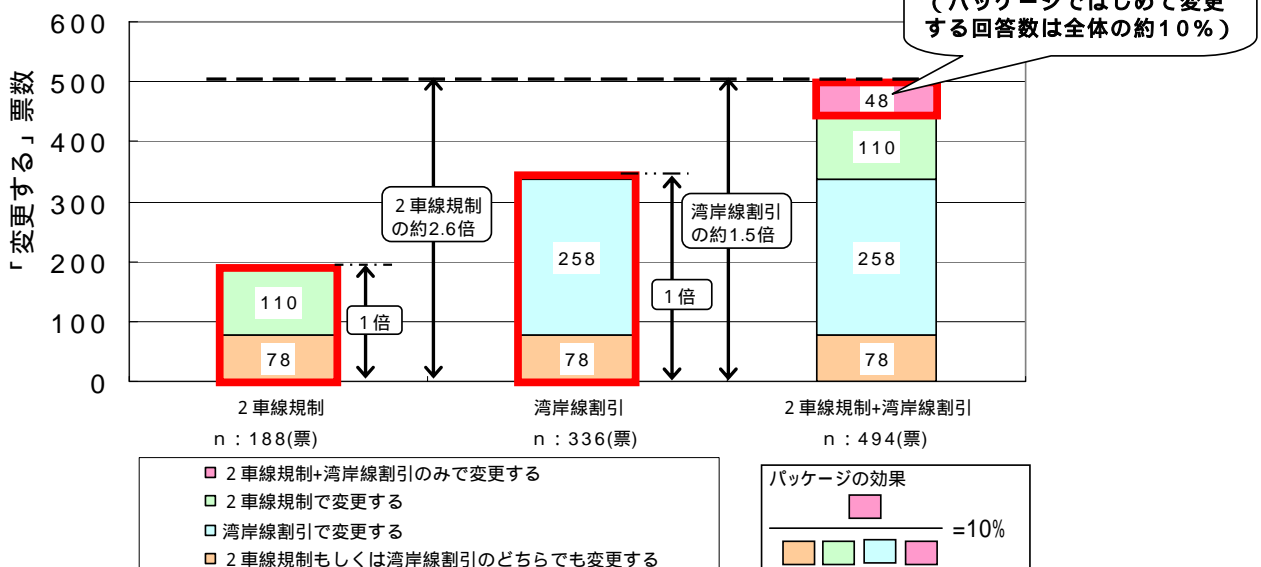 (パッケージではじめて変更
する回答数は全体の約10%)
「変更する」票数
600
500
400
300
200
100
0
48
110
258
78
258
78
110
78
2車線規制
の約2.6倍
湾岸線割引
の約1.5倍
1倍
1倍
2車線規制
n:188(票)
湾岸線割引
n:336(票)
2車線規制+湾岸線割引
n:494(票)
2車線規制+湾岸線割引のみで変更する
2車線規制で変更する
湾岸線割引で変更する
2車線規制もしくは湾岸線割引のどちらでも変更する
パッケージの効果
=10%